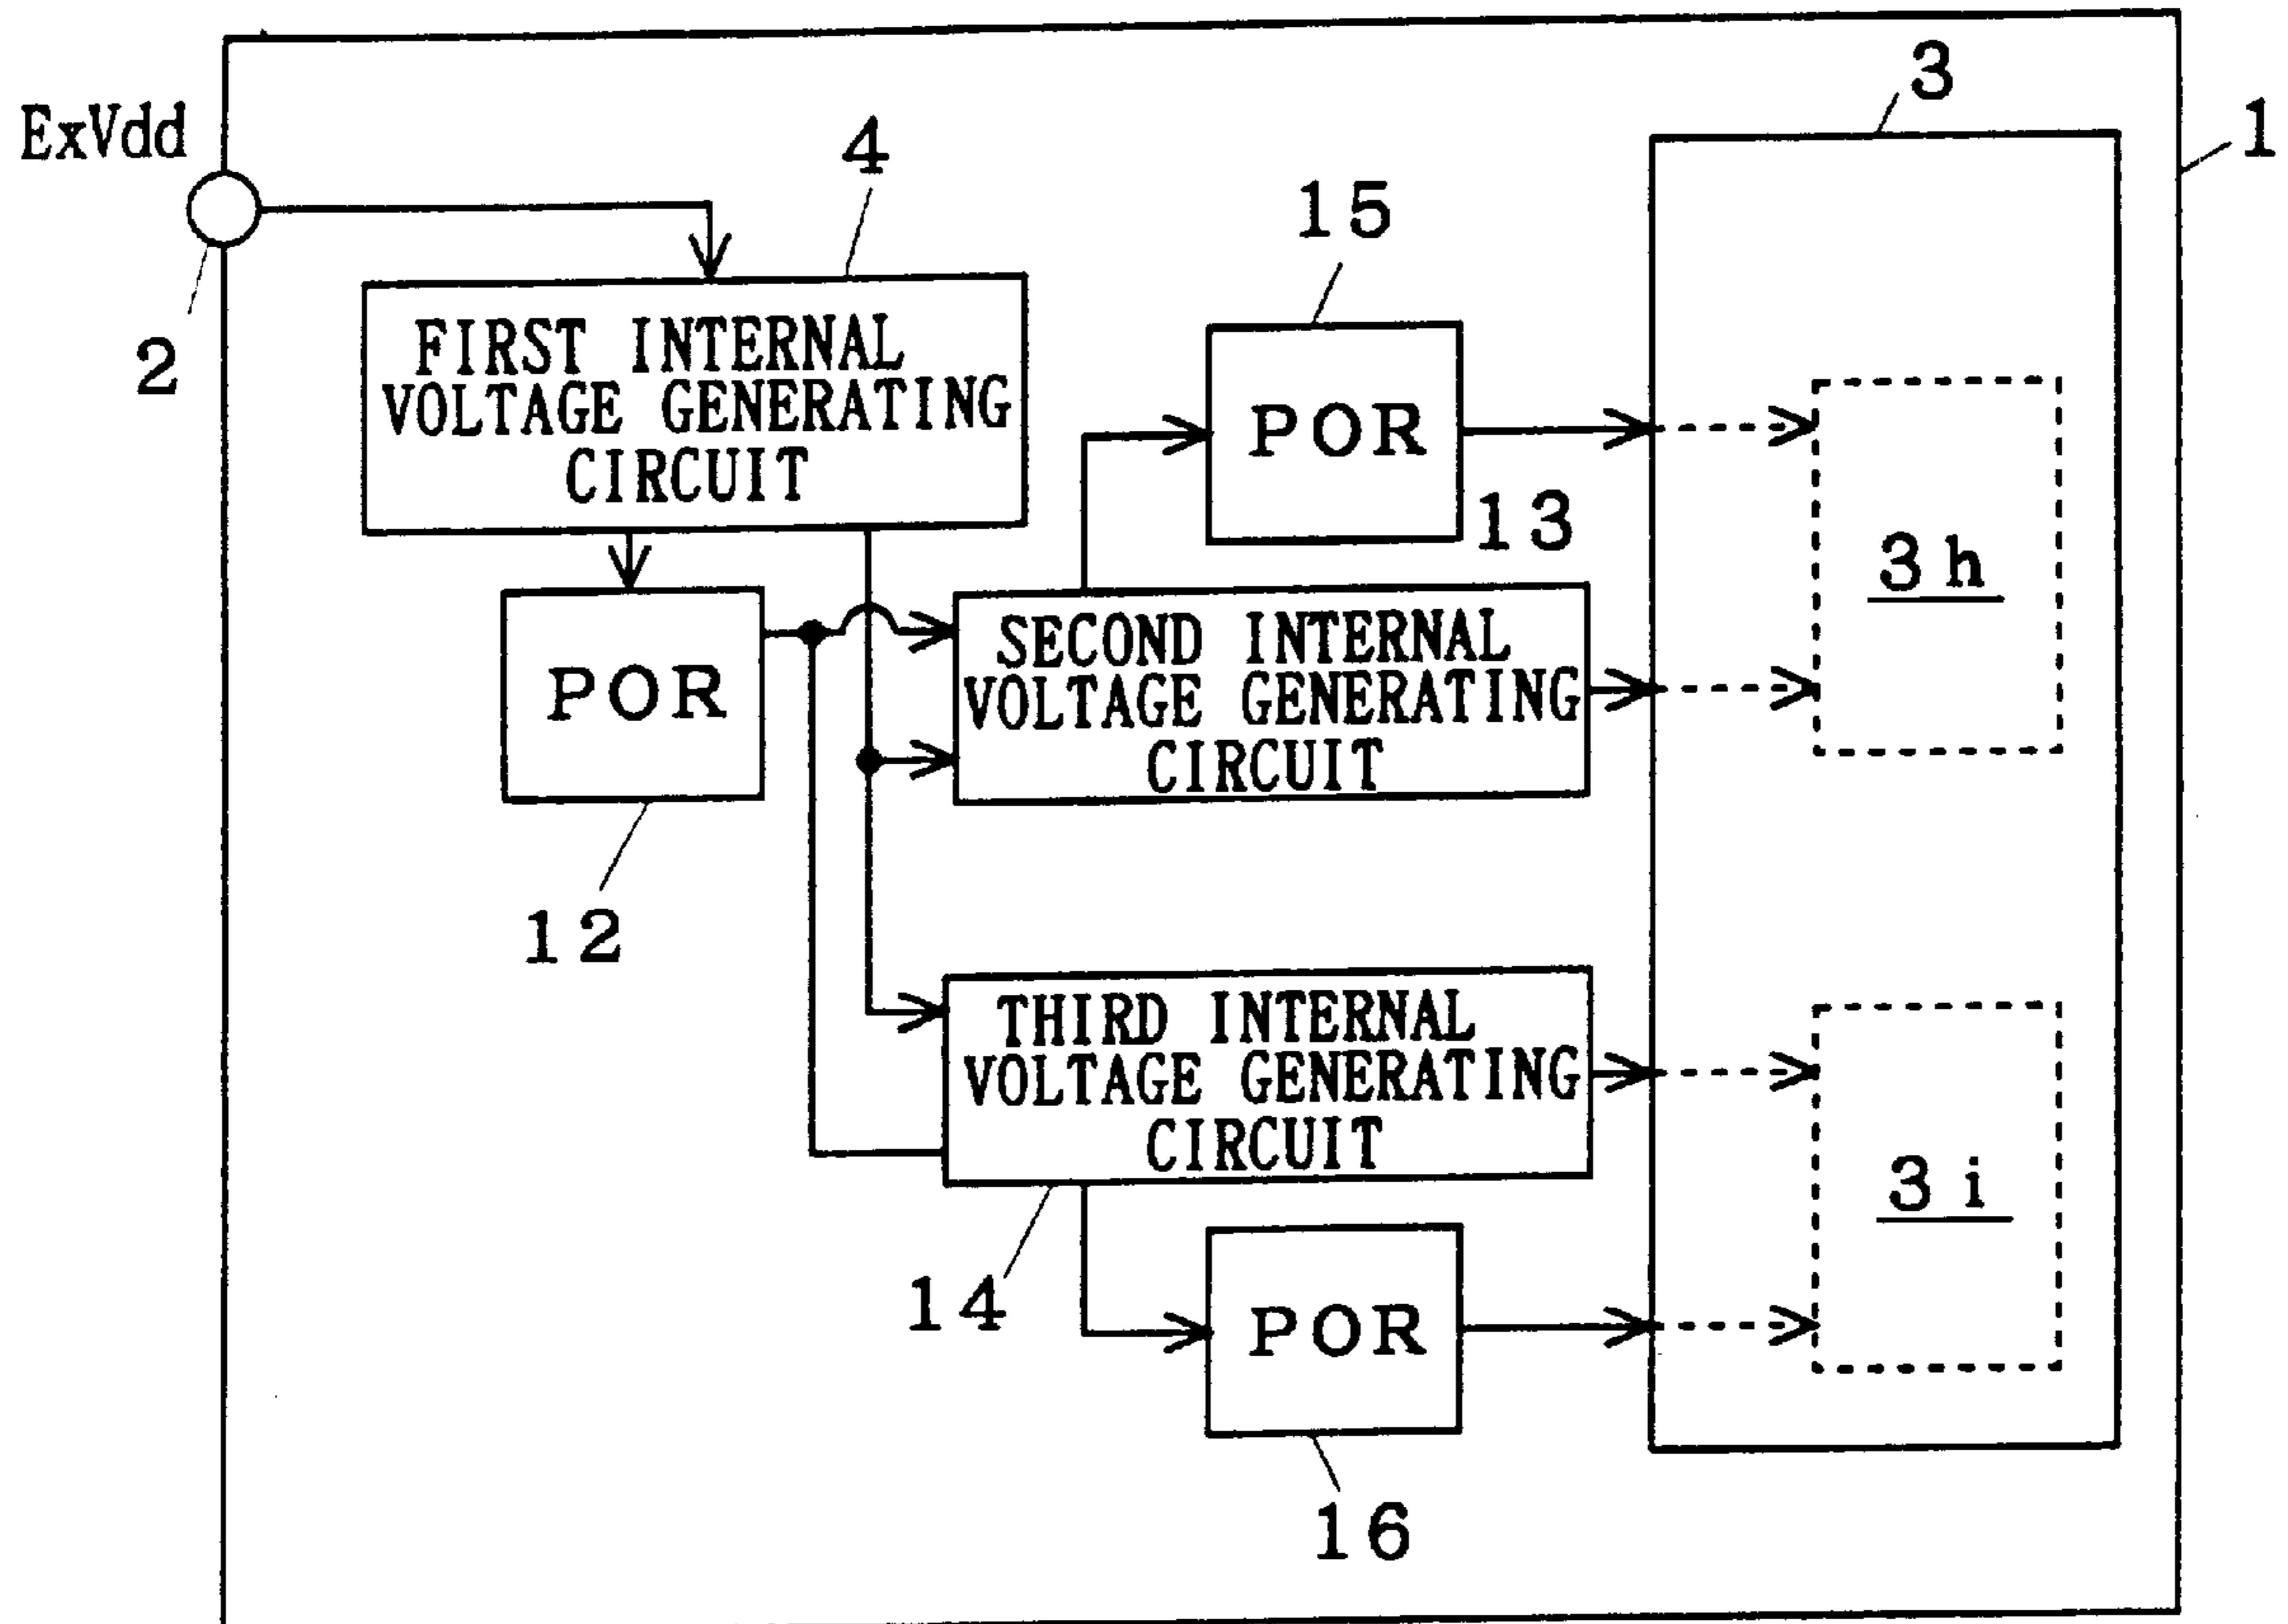 ExVdd
2
4
3
1
FIRST INTERNAL
VOLTAGE GENERATING
CIRCUIT
15
POR
13
3h
POR
12
SECOND INTERNAL
VOLTAGE GENERATING
CIRCUIT
THIRD INTERNAL
VOLTAGE GENERATING
CIRCUIT
14
3i
POR
16